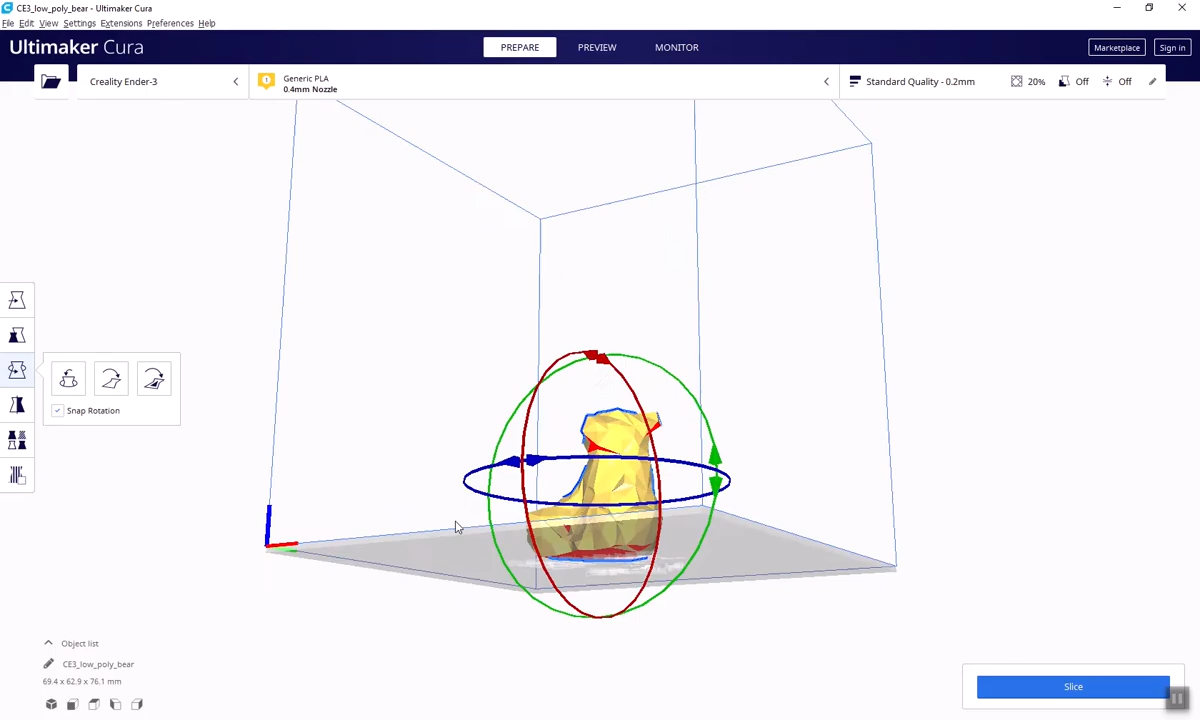 CE3_low_poly_bear - Ultimaker Cura
File Edit View Settings Extensions Preferences Help
Ultimaker Cura
PREPARE PREVIEW MONITOR Marketplace Sign in
Creality Ender-3
Generic PLA
0.4mm Nozzle
Standard Quality - 0.2mm 20% Off Off
Snap Rotation
Object list
CE3_low_poly_bear
69.4 x 62.9 x 76.1 mm
Slice